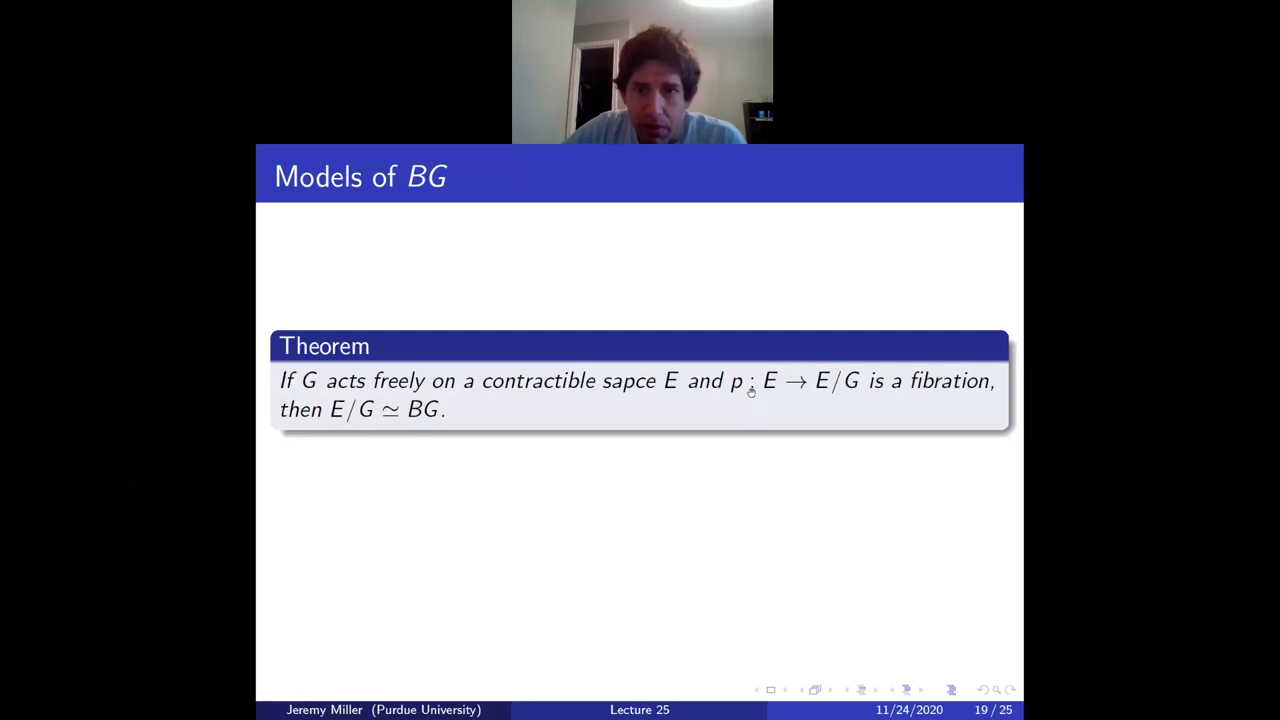 Models of BG
Theorem
If G acts freely on a contractible sapce E and p : E → E/G is a fibration,
then E/G ≃ BG.
Jeremy Miller (Purdue University) Lecture 25 11/24/2020 19 / 25